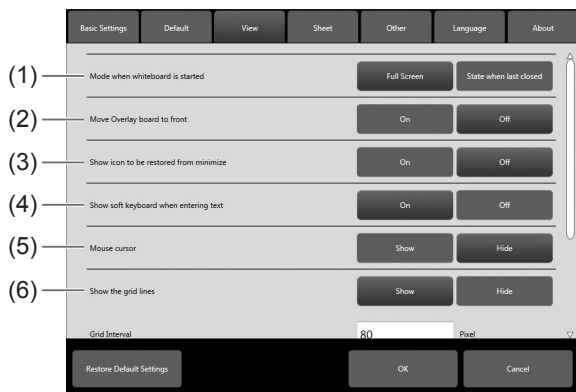 Basic Settings Default View Sheet Other Language About
(1) Mode when whiteboard is started Full Screen State when last closed
(2) Move Overlay board to front On Off
(3) Show icon to be restored from minimize On Off
(4) Show soft keyboard when entering text On Off
(5) Mouse cursor Show Hide
(6) Show the grid lines Show Hide
Grid Interval 80 Pixel
Restore Default Settings OK Cancel